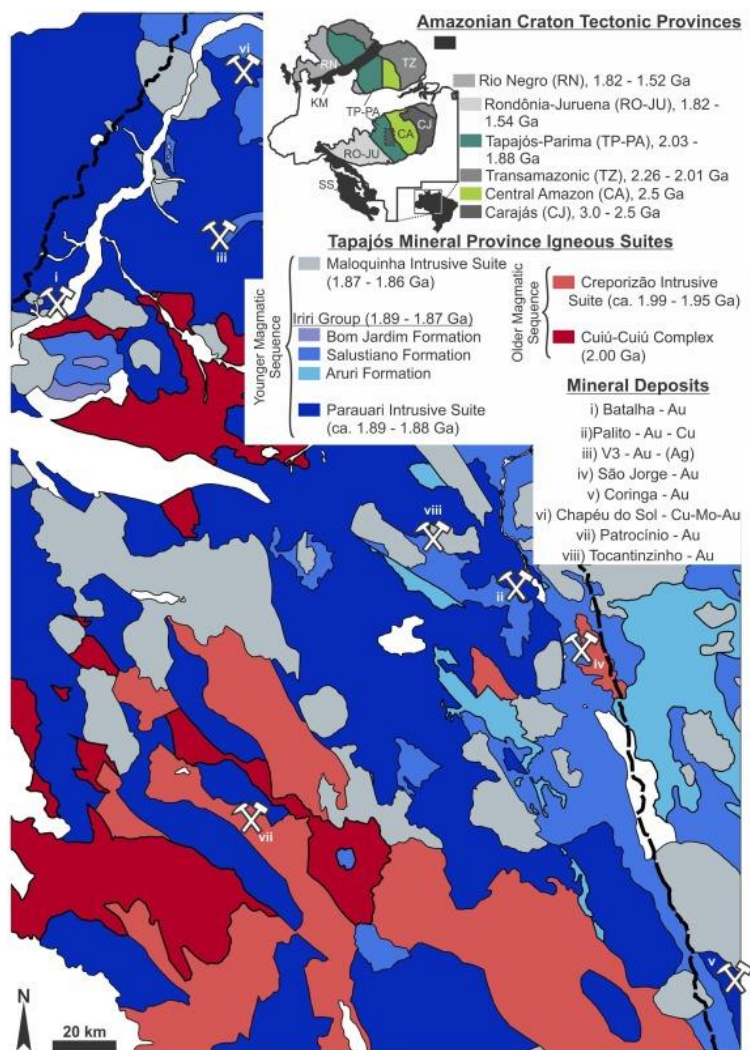 Amazonian Craton Tectonic Provinces
RN
TZ
KM
TP-PA
CA
CJ
RO-JU
SS
Rio Negro (RN), 1.82 - 1.52 Ga
Rondônia-Juruena (RO-JU), 1.82
- 1.54 Ga
Tapajós-Parima (TP-PA), 2.03 -
1.88 Ga
Transamazonic (TZ), 2.26 - 2.01 Ga
Central Amazon (CA), 2.5 Ga
Carajás (CJ), 3.0 - 2.5 Ga
Tapajós Mineral Province Igneous Suites
Younger Magmatic
Sequence
Maloquinha Intrusive Suite
(1.87 - 1.86 Ga)
Iriri Group (1.89 - 1.87 Ga)
Bom Jardim Formation
Salustiano Formation
Aruri Formation
Parauari Intrusive Suite
(ca. 1.89 - 1.88 Ga)
Older Magmatic
Sequence
Creporizão Intrusive
Suite (ca. 1.99 - 1.95 Ga)
Cuiú-Cuiú Complex
(2.00 Ga)
Mineral Deposits
i) Batalha - Au
ii)Palito - Au - Cu
iii) V3 - Au - (Ag)
iv) São Jorge - Au
v) Coringa - Au
vi) Chapéu do Sol - Cu-Mo-Au
vii) Patrocínio - Au
viii) Tocantinzinho - Au
vi
iii
i
viii
ii
Iv
vii
v
N
20 km